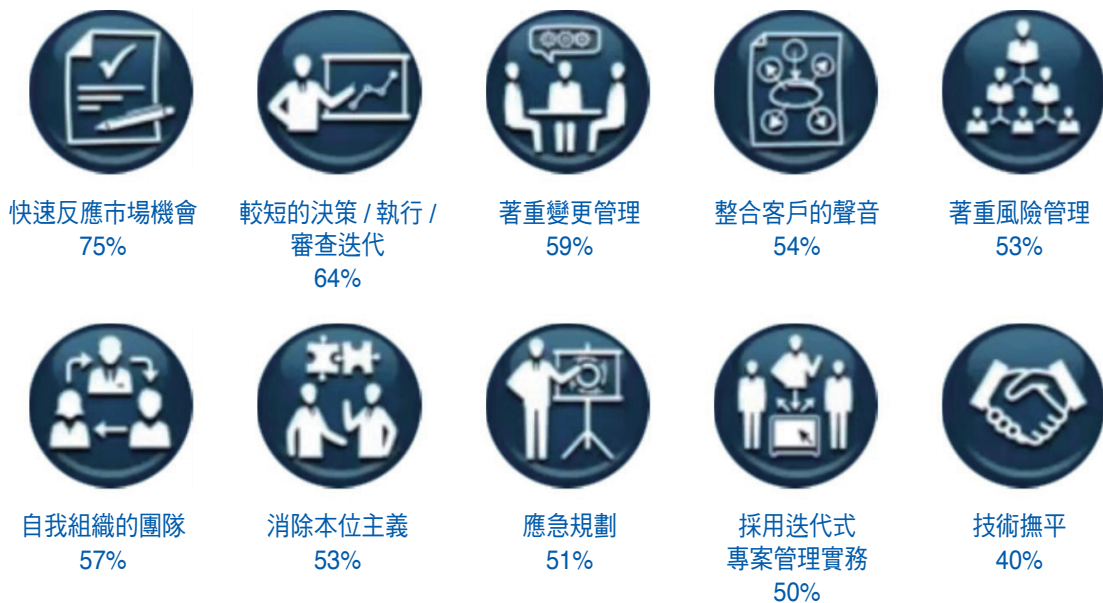 快速反應市場機會
75%
較短的決策 / 執行 /
審查迭代
64%
著重變更管理
59%
整合客戶的聲音
54%
著重風險管理
53%
自我組織的團隊
57%
消除本位主義
53%
應急規劃
51%
採用迭代式
專案管理實務
50%
技術撫平
40%